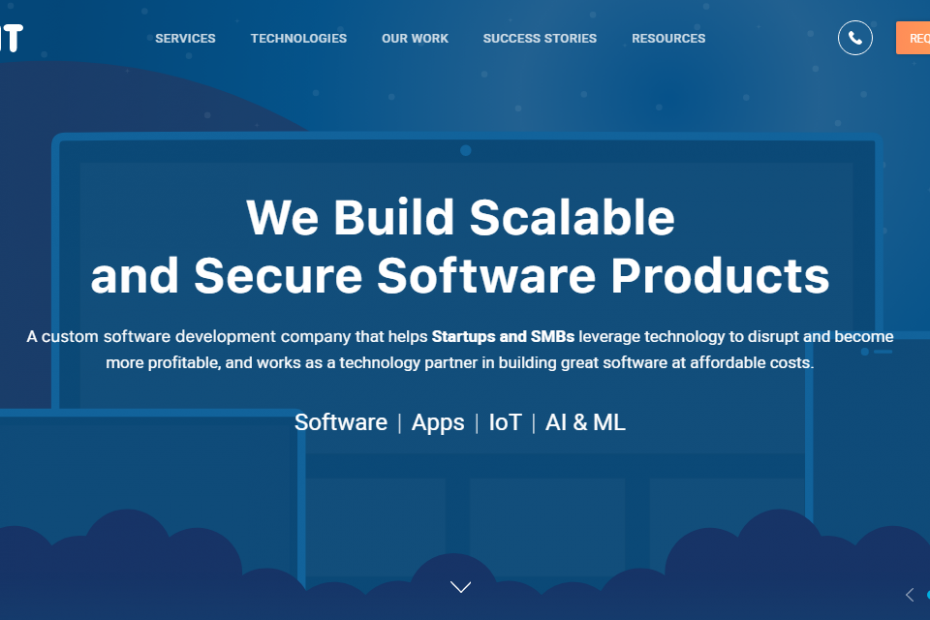 SERVICES TECHNOLOGIES OUR WORK SUCCESS STORIES RESOURCES
We Build Scalable
and Secure Software Products
A custom software development company that helps Startups and SMBs leverage technology to disrupt and become
more profitable, and works as a technology partner in building great software at affordable costs.
Software | Apps | IoT | AI & ML